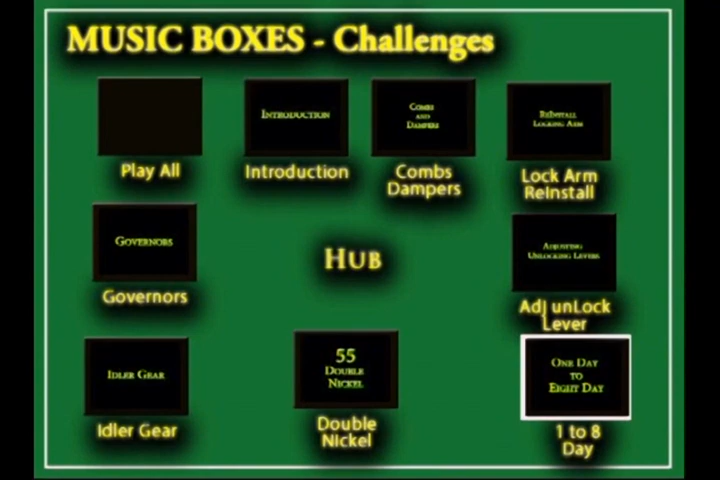 MUSIC BOXES - Challenges
INTRODUCTION
COMBS
AND
DAMPERS
REINSTALL
LOCKING ARM
Play All
Introduction
Combs
Dampers
Lock Arm
ReInstall
GOVERNORS
HUB
ADJUSTING
UNLOCKING LEVERS
Governors
Adj unLock
Lever
IDLER GEAR
55
DOUBLE
NICKEL
ONE DAY
TO
EIGHT DAY
Idler Gear
Double
Nickel
1 to 8
Day